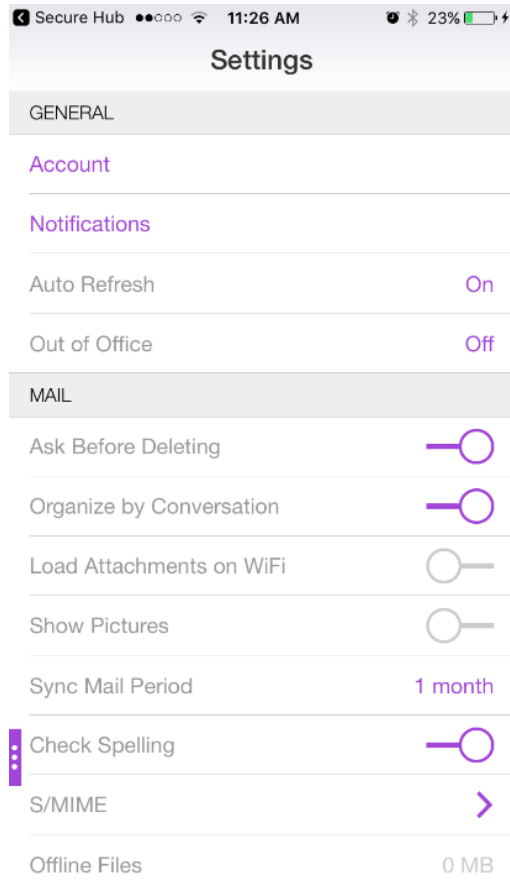 Secure Hub 11:26 AM 23%
Settings
GENERAL
Account
Notifications
Auto Refresh On
Out of Office Off
MAIL
Ask Before Deleting
Organize by Conversation
Load Attachments on WiFi
Show Pictures
Sync Mail Period 1 month
Check Spelling
S/MIME
Offline Files 0 MB